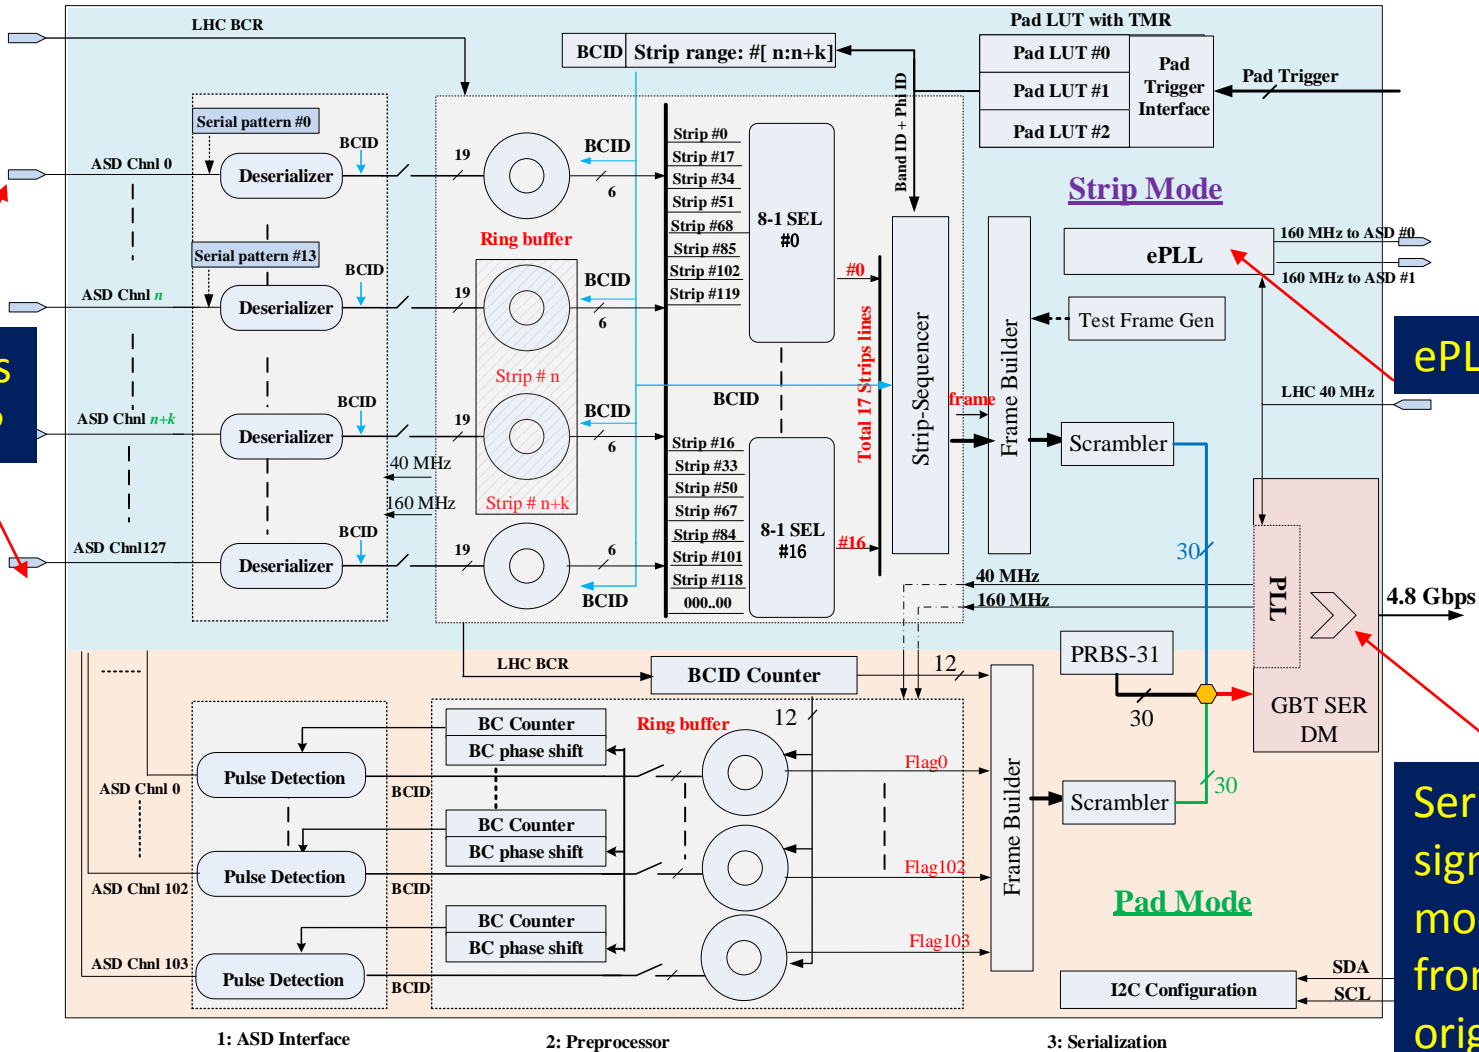 LHC BCR
BCID Strip range: #[ n:n+k]
Pad LUT with TMR
Pad LUT #0
Pad LUT #1
Pad LUT #2
Pad
Trigger
Interface
Pad Trigger
Serial pattern #0
ASD Chnl 0
Deserializer
BCID
19
BCID
6
Ring buffer
Serial pattern #13
ASD Chnl n
Deserializer
BCID
19
BCID
6
Strip # n
ASD Chnl n+k
Deserializer
BCID
19
BCID
6
Strip # n+k
40 MHz
160 MHz
ASD Chnl127
Deserializer
BCID
19
6
BCID
Strip #0
Strip #17
Strip #34
Strip #51
Strip #68
Strip #85
Strip #102
Strip #119
8-1 SEL
#0
#0
BCID
Strip #16
Strip #33
Strip #50
Strip #67
Strip #84
Strip #101
Strip #118
000..00
8-1 SEL
#16
#16
Total 17 Strips lines
Band ID + Phi ID
Strip-Sequencer
frame
Frame Builder
Strip Mode
ePLL
160 MHz to ASD #0
160 MHz to ASD #1
Test Frame Gen
ePL
LHC 40 MHz
Scrambler
30
40 MHz
160 MHz
PLL
4.8 Gbps
GBT SER
DM
PRBS-31
30
s
LHC BCR
BCID Counter
12
12
BC Counter
BC phase shift
Ring buffer
Pulse Detection
ASD Chnl 0
BCID
Flag0
BC Counter
BC phase shift
Pulse Detection
ASD Chnl 102
BCID
Flag102
BC Counter
BC phase shift
Pulse Detection
ASD Chnl 103
BCID
Flag103
Frame Builder
Scrambler
30
Pad Mode
I2C Configuration
SDA
SCL
Ser
sign
mo
fron
orig
1: ASD Interface
2: Preprocessor
3: Serialization